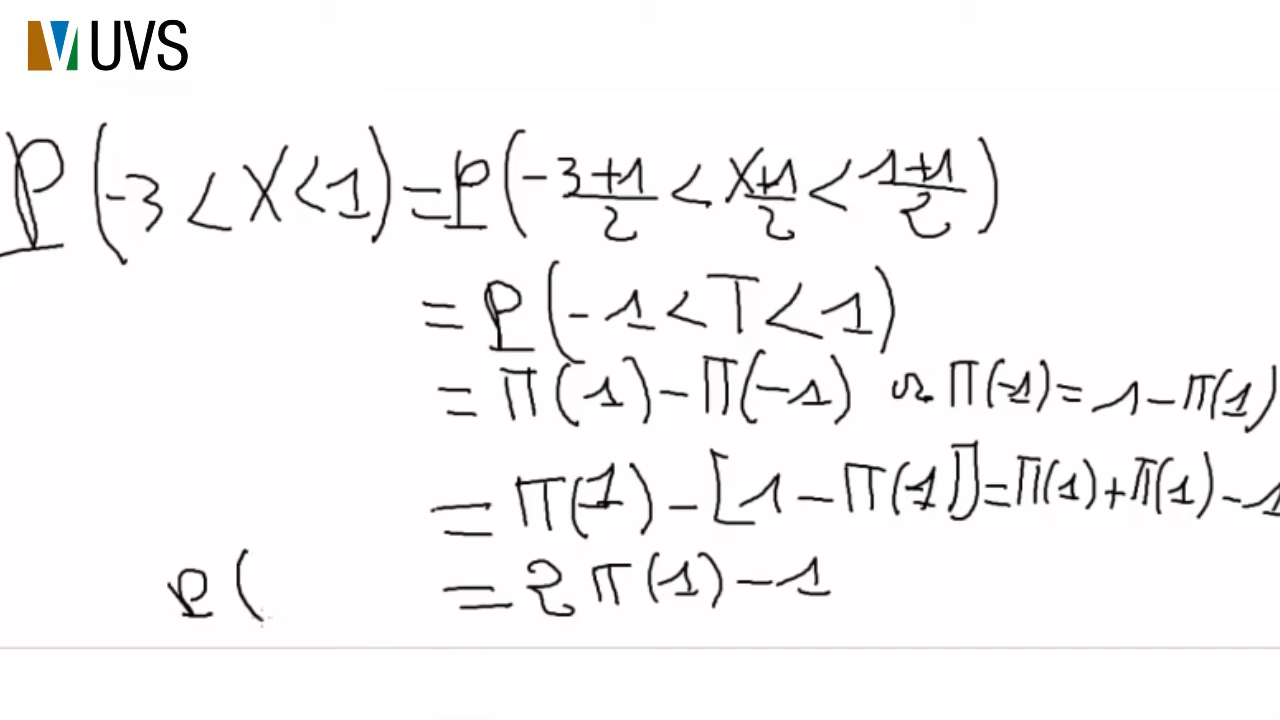 UVS
P(-3 < X < 1) = P(-3+1/2 < X+1/2 < 1+1/2)
= P(-1 < T < 1)
= Π(1) - Π(-1) or Π(-1) = 1 - Π(1)
= Π(1) - [1 - Π(1)] = Π(1) + Π(1) - 1
P( = 2Π(1) - 1